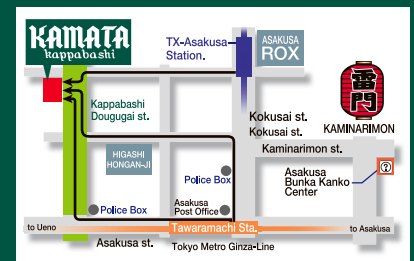 KAMATA
kappabashi
TX-Asakusa
Station.
ASAKUSA
ROX
雷門
Kappabashi
Dougugai st.
Kokusai st.
Kokusai st.
KAMINARIMON
Kaminarimon st.
HIGASHI
HONGAN-JI
Police Box
Asakusa
Bunka Kanko
Center
Asakusa
Post Office
Police Box
to Ueno
Tawaramachi Sta.
to Asakusa
Asakusa st.
Tokyo Metro Ginza-Line